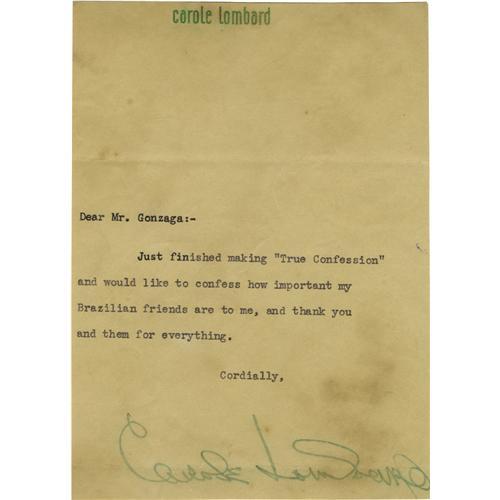 carole lombard
Dear Mr. Gonzaga:-
Just finished making "True Confession"
and would like to confess how important my
Brazilian friends are to me, and thank you
and them for everything.
Cordially,
Carole Lombard